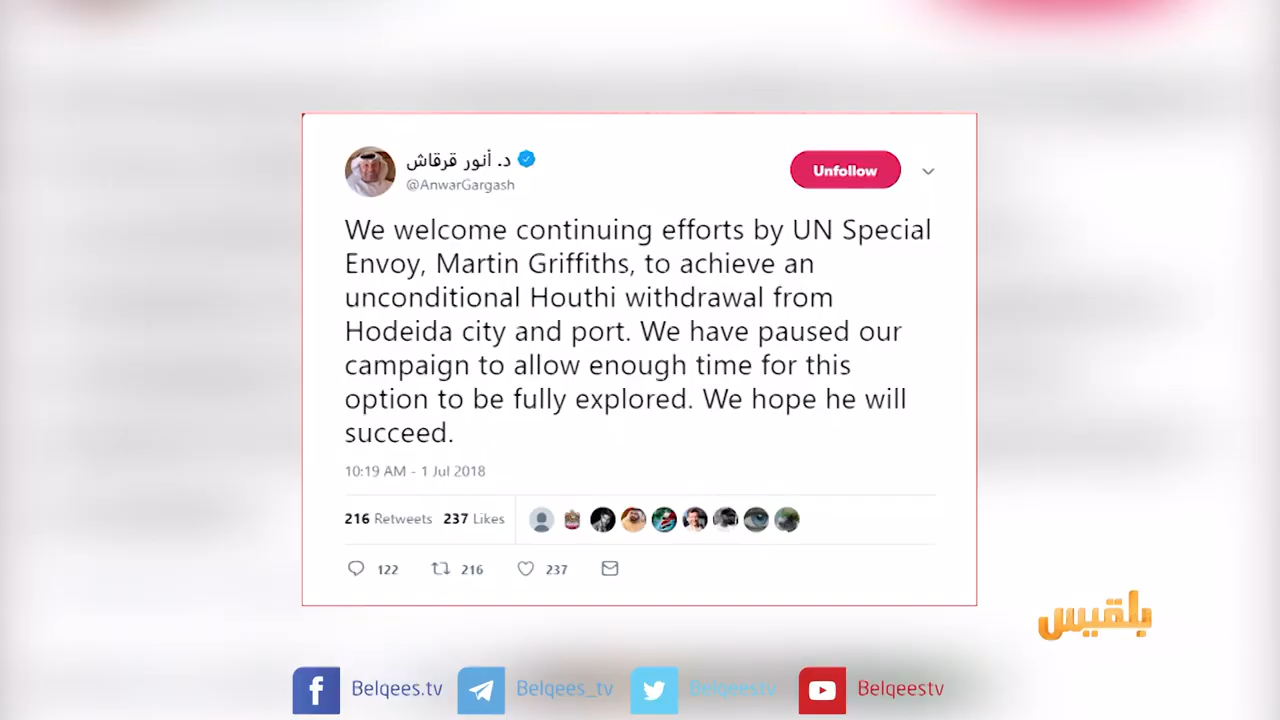 د. أنور قرقاش
@AnwarGargash
Unfollow
We welcome continuing efforts by UN Special
Envoy, Martin Griffiths, to achieve an
unconditional Houthi withdrawal from
Hodeida city and port. We have paused our
campaign to allow enough time for this
option to be fully explored. We hope he will
succeed.
10:19 AM - 1 Jul 2018
216 Retweets 237 Likes
122 216 237
بلقيس
Belqees.tv Belqees_tv Belqeestv Belqeestv